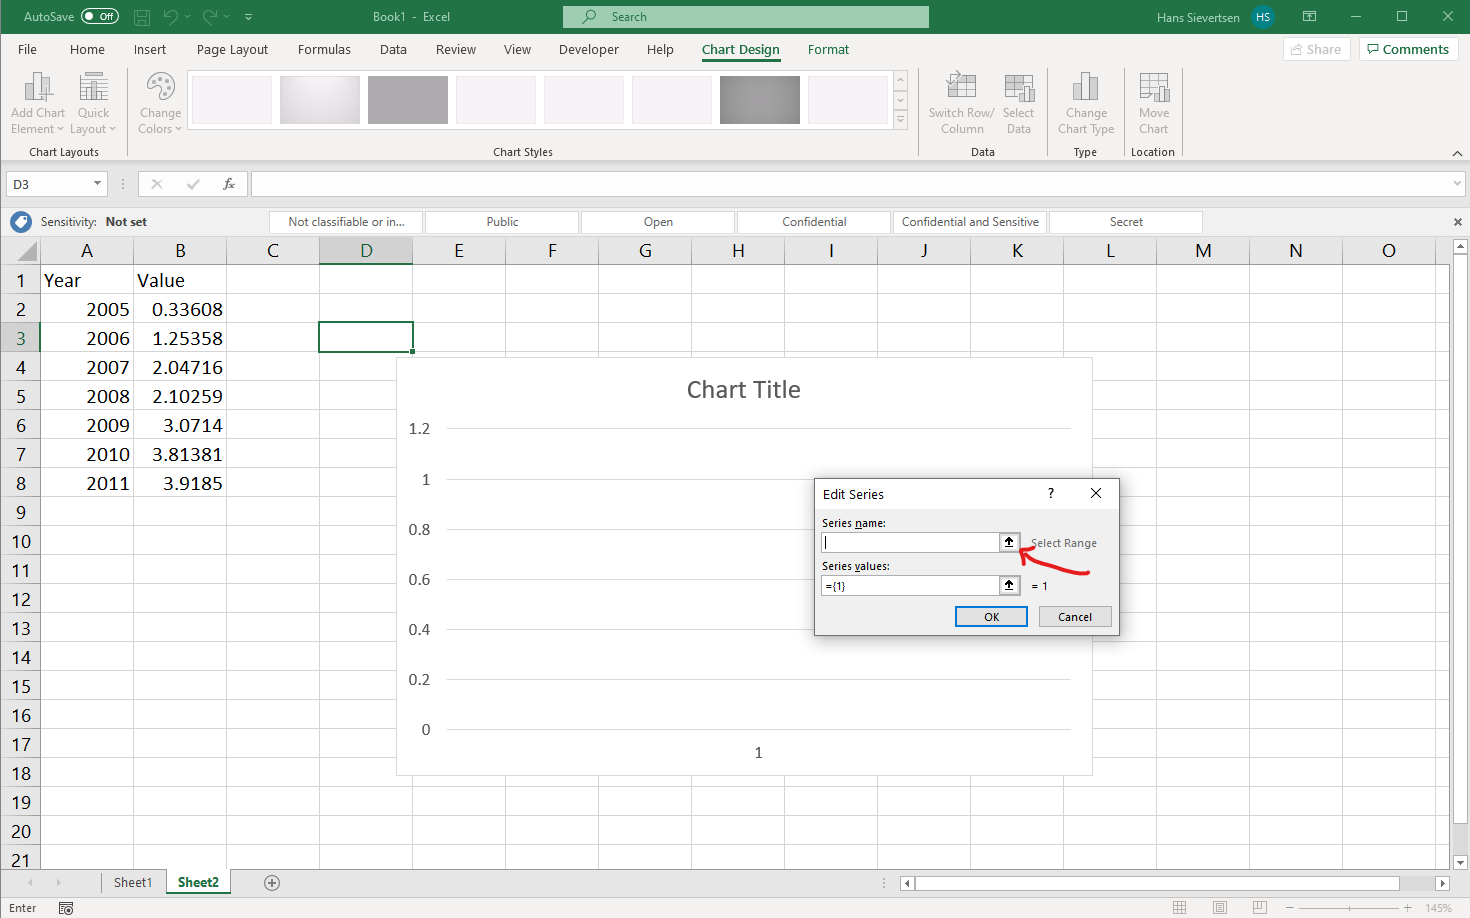 AutoSave Off Book1 - Excel Search Hans Sievertsen HS
File Home Insert Page Layout Formulas Data Review View Developer Help Chart Design Format Share Comments
Add Chart Element Quick Layout Change Colors Switch Row/ Column Select Data Change Chart Type Move Chart
Chart Layouts Chart Styles Data Type Location
D3 fx
Sensitivity: Not set Not classifiable or in... Public Open Confidential Confidential and Sensitive Secret
A B C D E F G H I J K L M N O
1 Year Value
2 2005 0.33608
3 2006 1.25358
4 2007 2.04716
5 2008 2.10259
6 2009 3.0714
7 2010 3.81381
8 2011 3.9185
9
10
11
12
13
14
15
16
17
18
19
20
21
Chart Title
1.2
1
0.8
0.6
0.4
0.2
0
1
Edit Series ? 
Series name:
Select Range
Series values:
={1} = 1
OK Cancel
Sheet1 Sheet2
Enter 145%